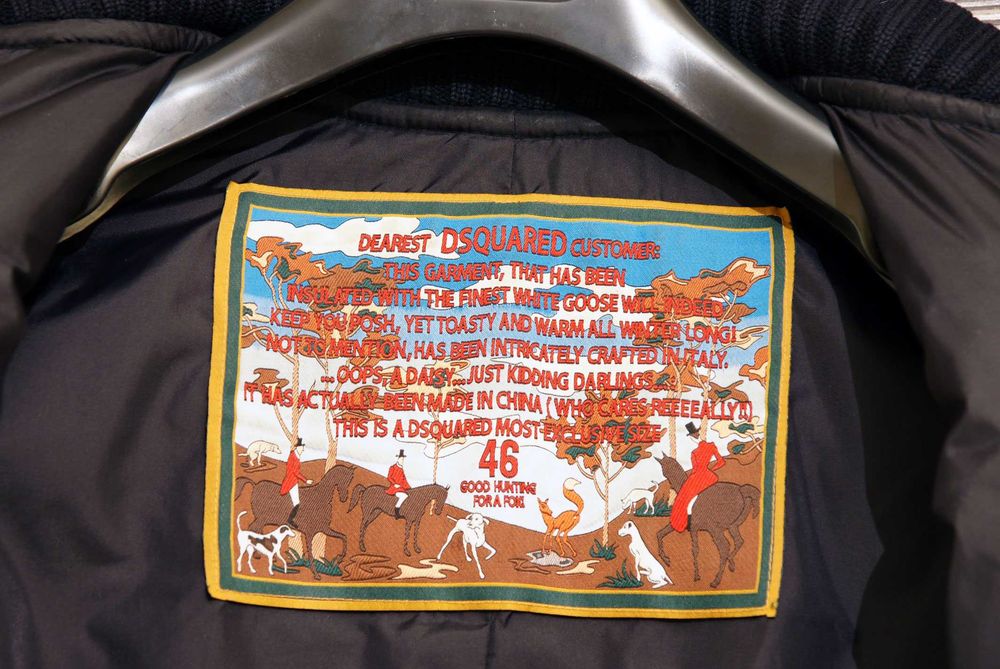 DEAREST DSQUARED CUSTOMER:
THIS GARMENT, THAT HAS BEEN
INSULATED WITH THE FINEST WHITE GOOSE WILL INDEED
KEEP YOU POSH, YET TOASTY AND WARM ALL WINTER LONG!
NOT TO MENTION, HAS BEEN INTRICATELY CRAFTED IN ITALY.
...OOPS, A DAISY...JUST KIDDING DARLINGS...
IT HAS ACTUALLY BEEN MADE IN CHINA (WHO CARES REEEEALLY!!)
THIS IS A DSQUARED MOST EXCLUSIVE SIZE
46
GOOD HUNTING
FOR A FOX!